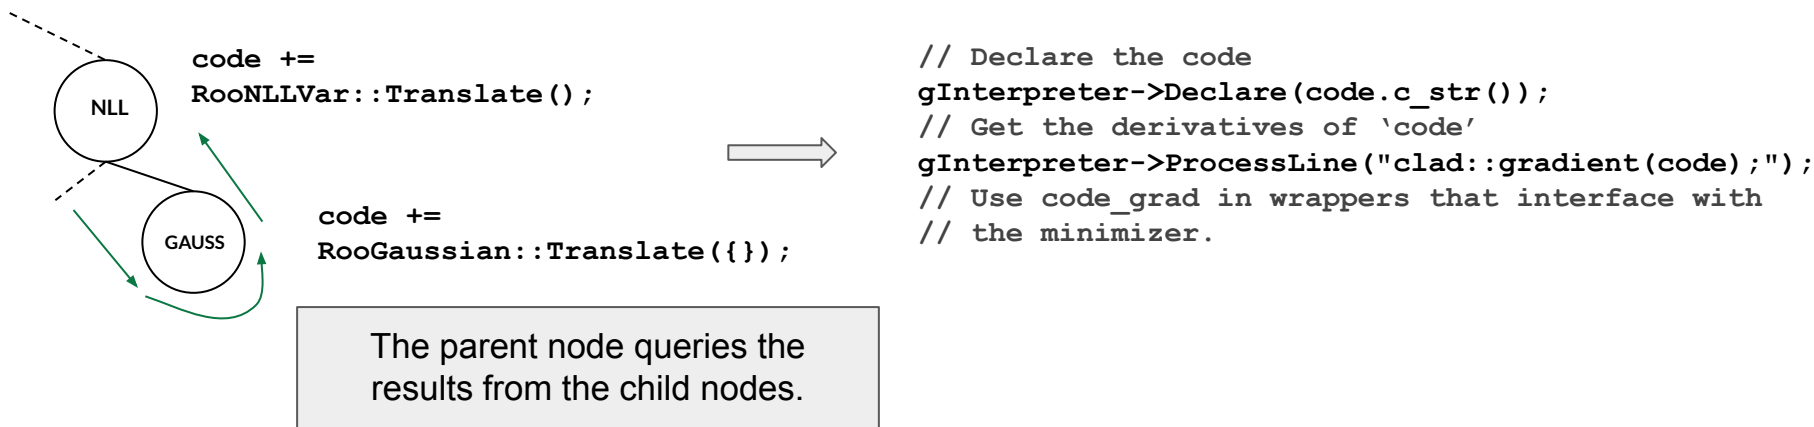 code +=
RooNLLVar::Translate();
NLL
GAUSS
code +=
RooGaussian::Translate({});
The parent node queries the
results from the child nodes.
// Declare the code
gInterpreter->Declare(code.c_str());
// Get the derivatives of ‘code’
gInterpreter->ProcessLine("clad::gradient(code);");
// Use code_grad in wrappers that interface with
// the minimizer.